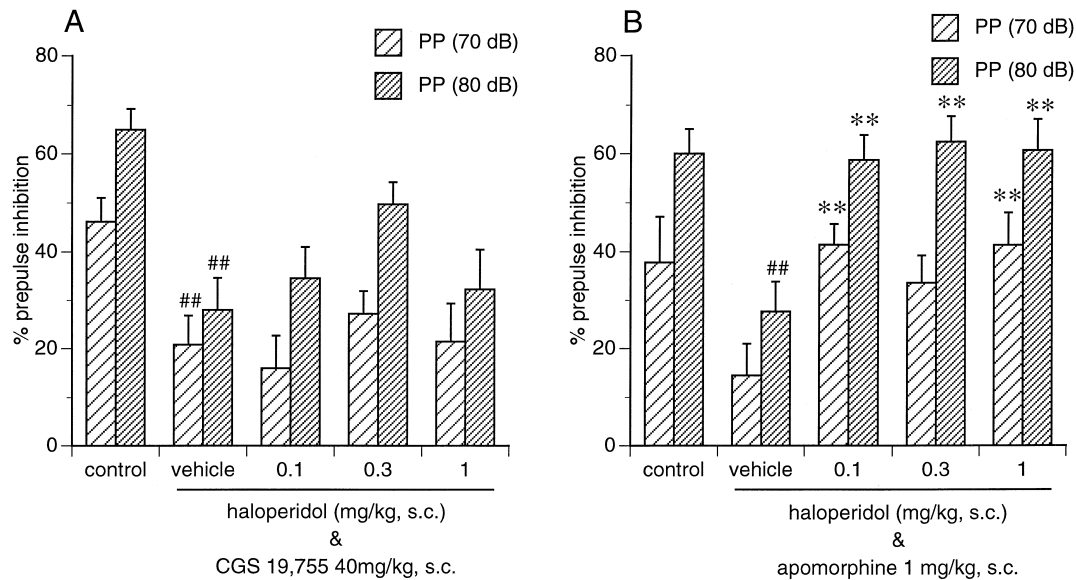 A
PP (70 dB)
PP (80 dB)
80
60
40
20
0
% prepulse inhibition
##
##
control vehicle 0.1 0.3 1
haloperidol (mg/kg, s.c.)
&
CGS 19,755 40mg/kg, s.c.
B
PP (70 dB)
PP (80 dB)
80
60
40
20
0
% prepulse inhibition
##
**
**
**
**
**
control vehicle 0.1 0.3 1
haloperidol (mg/kg, s.c.)
&
apomorphine 1 mg/kg, s.c.